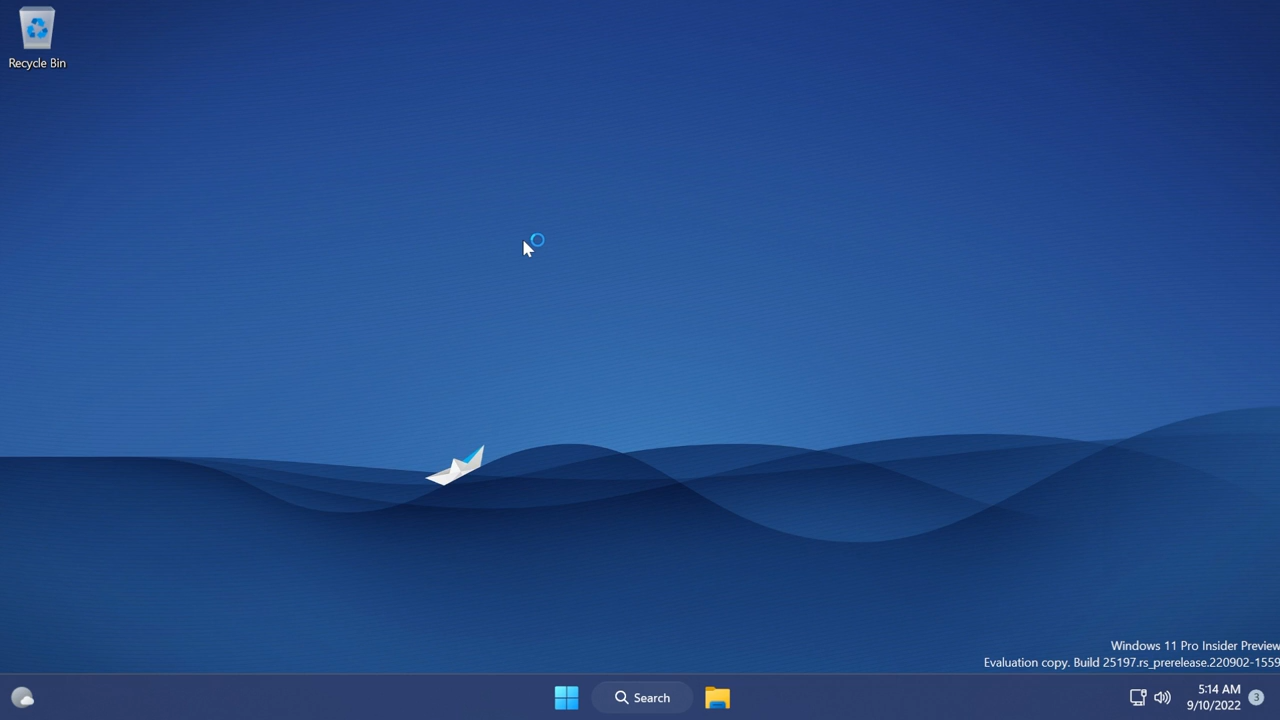 Recycle Bin
Windows 11 Pro Insider Preview
Evaluation copy. Build 25197.rs_prerelease.220902-1559
Search
5:14 AM
9/10/2022
3